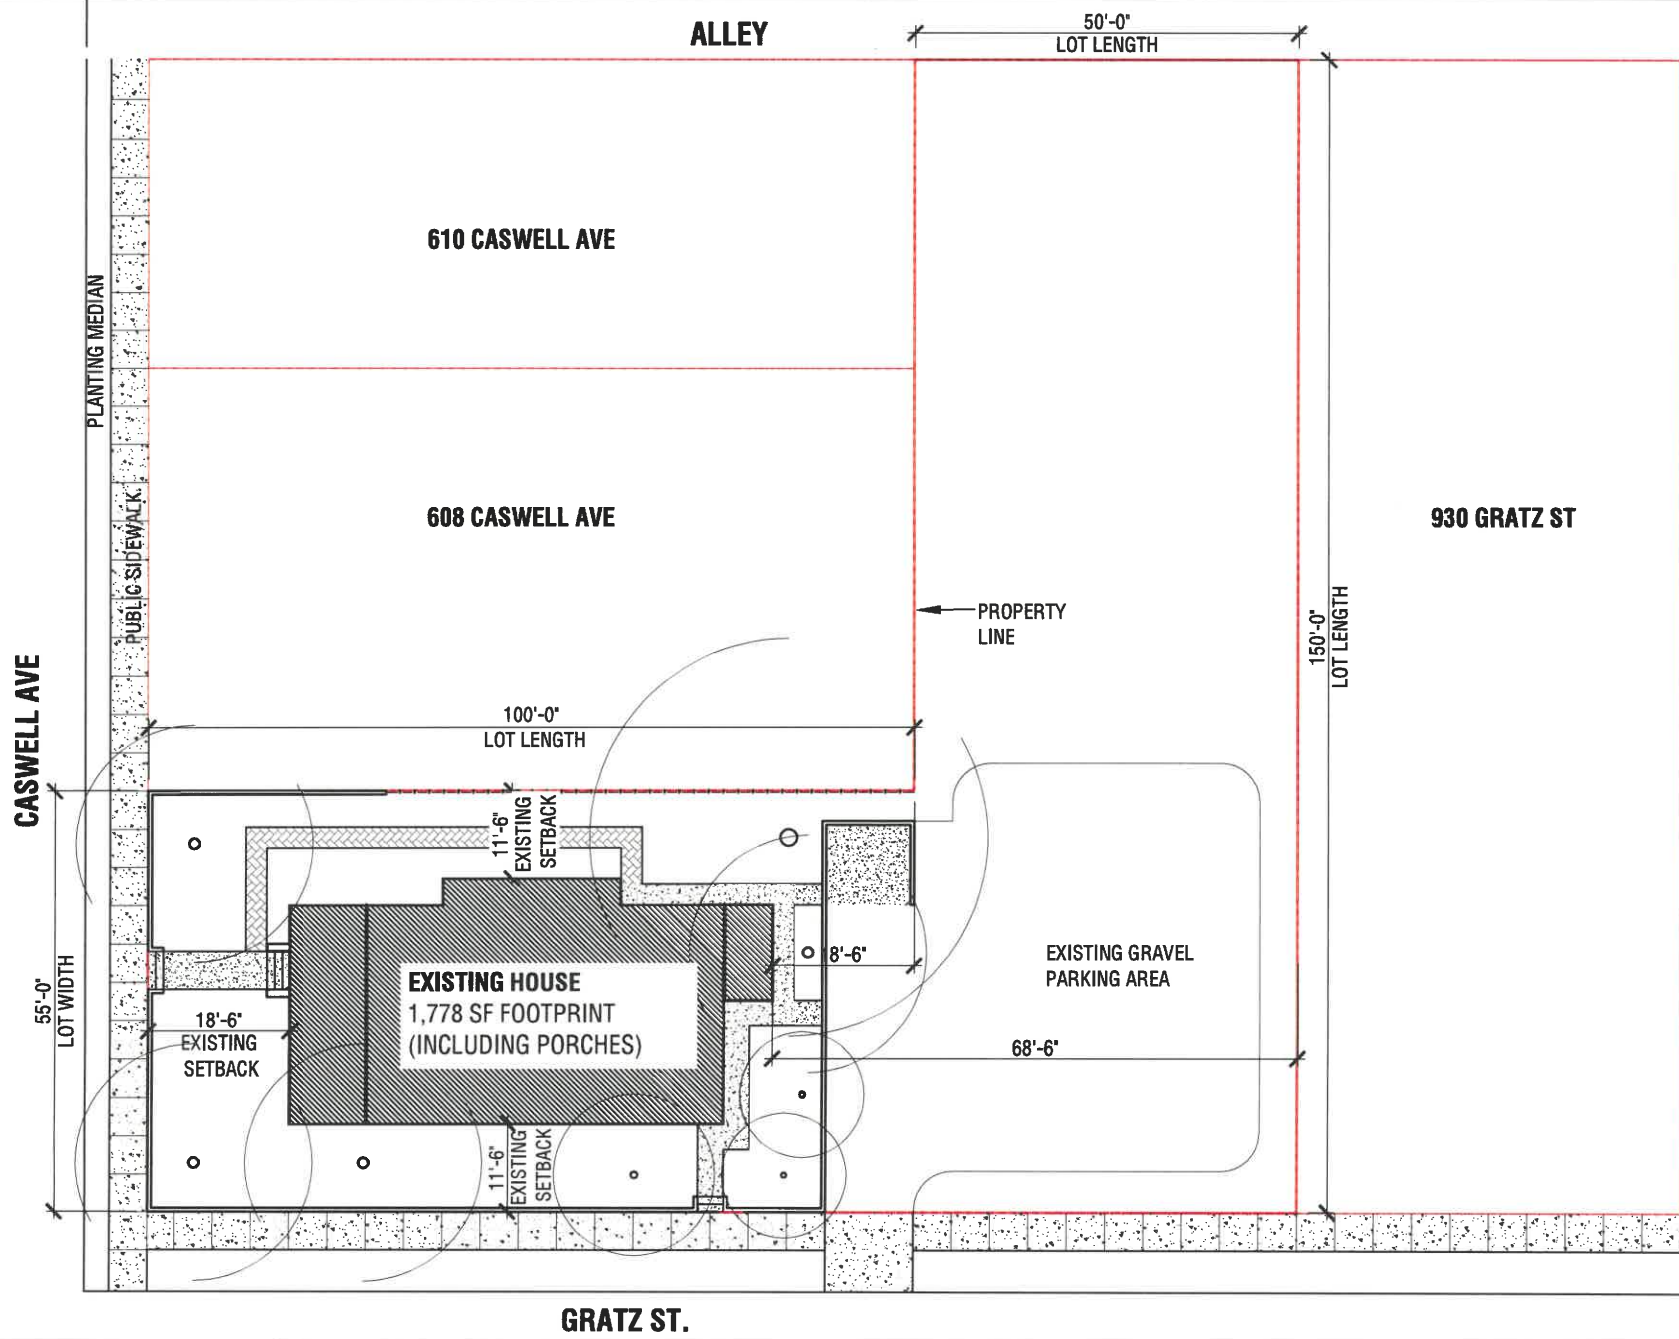 ALLEY
50'-0"
LOT LENGTH
610 CASWELL AVE
PLANTING MEDIAN
608 CASWELL AVE
930 GRATZ ST
PUBLIC SIDEWALK
PROPERTY
LINE
150'-0"
LOT LENGTH
CASWELL AVE
100'-0"
LOT LENGTH
11'-6"
EXISTING
SETBACK
EXISTING HOUSE
1,778 SF FOOTPRINT
(INCLUDING PORCHES)
EXISTING GRAVEL
PARKING AREA
55'-0"
LOT WIDTH
18'-6"
EXISTING
SETBACK
68'-6"
11'-6"
EXISTING
SETBACK
GRATZ ST.